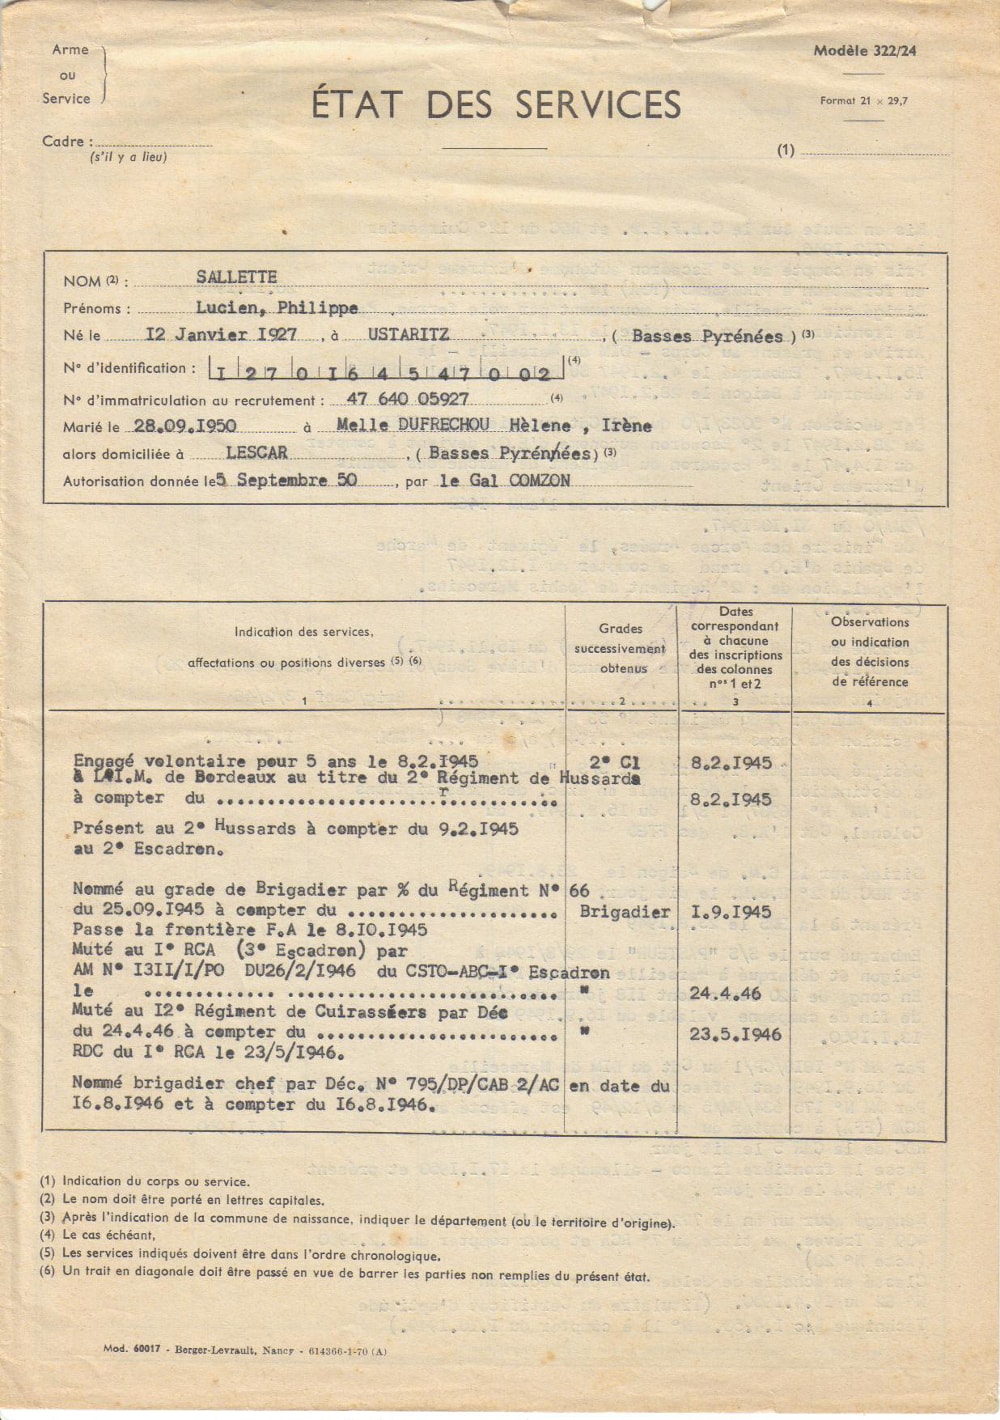 Arme
ou
Service
Modèle 322/24
Format 21 × 29,7
ÉTAT DES SERVICES
Cadre :
(s'il y a lieu)
(1)
NOM (2) : SALLETTE
Prénoms : Lucien, Philippe
Né le I2 Janvier I927 , à USTARITZ , ( Basses Pyrénées ) (3)
N° d'identification : I 2 7 0 I 6 4 5 4 7 0 0 2 (4)
N° d'immatriculation au recrutement : 47 640 05927 (4)
Marié le 28.09.I950 à Melle DUFRECHOU Hèlene , Irène
alors domiciliée à LESCAR , ( Basses Pyrénées) (3)
Autorisation donnée le 5 Septembre 50 , par le Gal COMZON
Indication des services,
affectations ou positions diverses (5) (6)
1
Grades
successivement
obtenus
2
Dates
correspondant
à chacune
des inscriptions
des colonnes
nos 1 et 2
3
Observations
ou indication
des décisions
de référence
4
Engagé volontaire pour 5 ans le 8.2.I945 2° Cl 8.2.I945
à L'I.M. de Bordeaux au titre du 2° Régiment de Hussards
à compter du ........................................ 8.2.I945
Présent au 2° Hussards à compter du 9.2.I945
au 2° Escadron.
Nommé au grade de Brigadier par % du Régiment N° 66
du 25.09.I945 à compter du ..................... Brigadier I.9.I945
Passe la frontière F.A le 8.IO.I945
Muté au I° RCA (3° Escadron) par
AM N° I3II/I/PO DU26/2/I946 du CSTO-ABC-I° Escadron
le ............. ........................... " 24.4.46
Muté au I2° Régiment de Cuirassiers par Déc
du 24.4.46 à compter du ........................ " 23.5.I946
RDC du I° RCA le 23/5/I946.
Nommé brigadier chef par Déc. N° 795/DP/CAB 2/AC en date du
I6.8.I946 et à compter du I6.8.I946.
(1) Indication du corps ou service.
(2) Le nom doit être porté en lettres capitales.
(3) Après l'indication de la commune de naissance, indiquer le département (ou le territoire d'origine).
(4) Le cas échéant,
(5) Les services indiqués doivent être dans l'ordre chronologique.
(6) Un trait en diagonale doit être passé en vue de barrer les parties non remplies du présent état.
Mod. 60017 - Berger-Levrault, Nancy - 614366-1-70 (A)